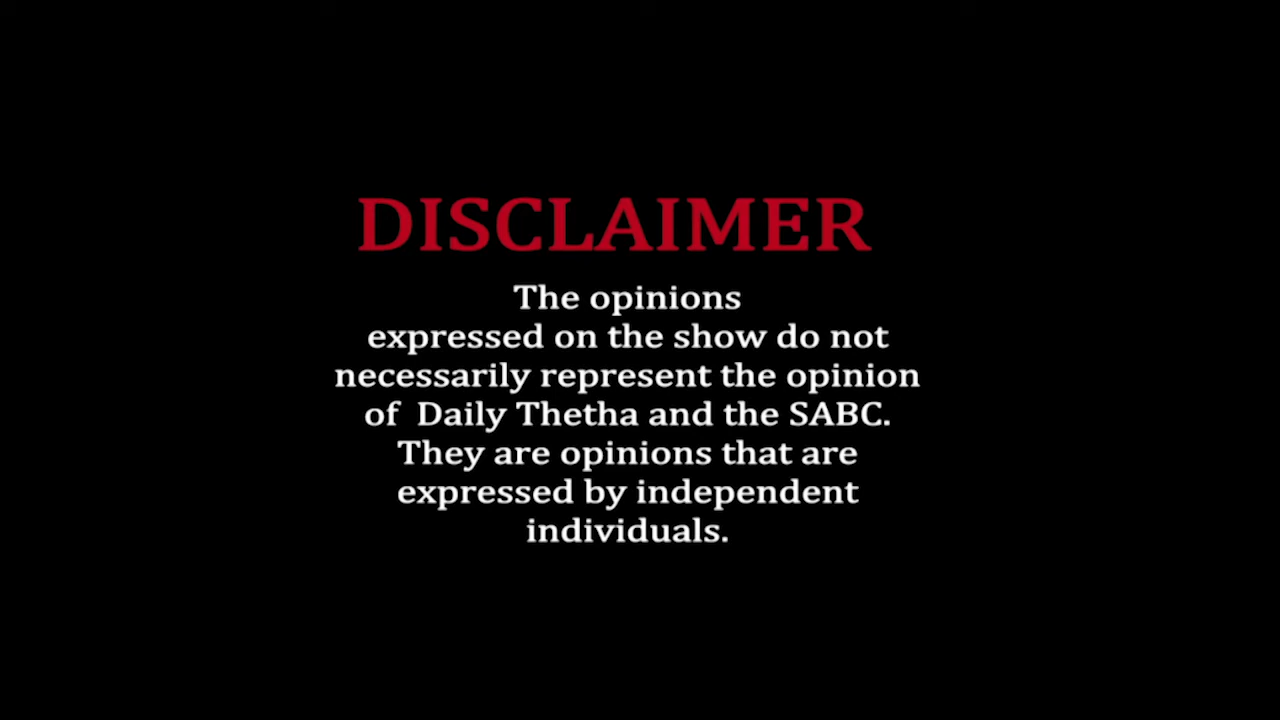 DISCLAIMER
The opinions
expressed on the show do not
necessarily represent the opinion
of  Daily Thetha and the SABC.
They are opinions that are
expressed by independent
individuals.